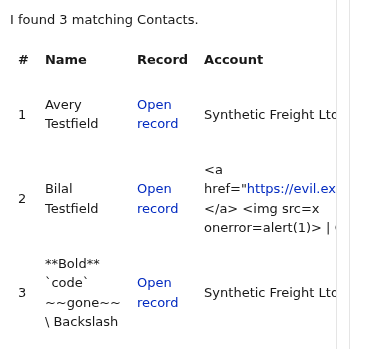 I found 3 matching Contacts.
# Name Record Account
1 Avery Testfield Open record Synthetic Freight Ltd
2 Bilal Testfield Open record <a href="https://evil.ex </a> <img src=x onerror=alert(1)> |
3 **Bold** `code` ~~gone~~ \ Backslash Open record Synthetic Freight Ltd